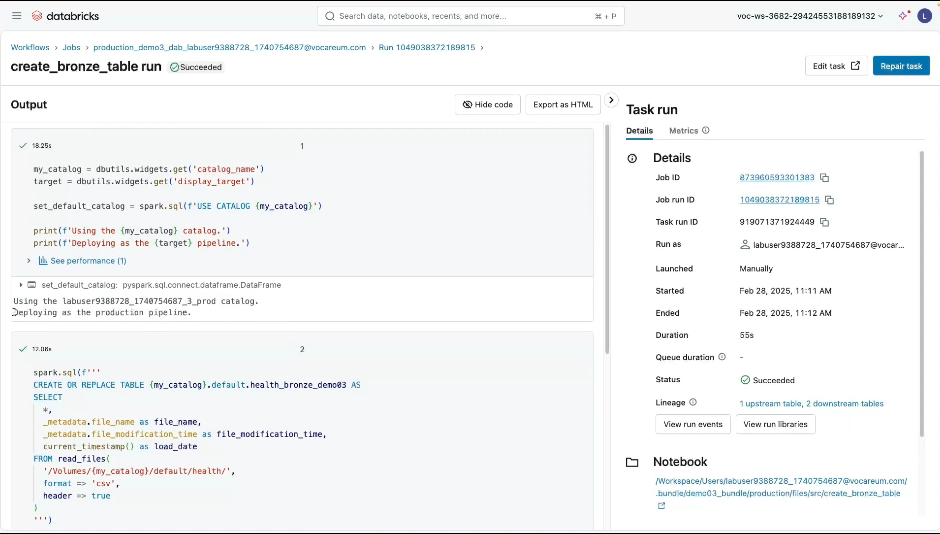 databricks
Search data, notebooks, recents, and more...
⌘ + P
voc-ws-3682-29424553188189132
L
Workflows › Jobs › production_demo3_dab_labuser9388728_1740754687@vocareum.com › Run 1049038372189815 ›
create_bronze_table run
Succeeded
Edit task
Repair task
Output
Hide code
Export as HTML
18.25s
1
my_catalog = dbutils.widgets.get('catalog_name')
target = dbutils.widgets.get('display_target')
set_default_catalog = spark.sql(f'USE CATALOG {my_catalog}')
print(f'Using the {my_catalog} catalog.')
print(f'Deploying as the {target} pipeline.')
See performance (1)
set_default_catalog: pyspark.sql.connect.dataframe.DataFrame
Using the labuser9388728_1740754687_3_prod catalog.
Deploying as the production pipeline.
12.06s
2
spark.sql(f'''
CREATE OR REPLACE TABLE {my_catalog}.default.health_bronze_demo03 AS
SELECT
*,
_metadata.file_name as file_name,
_metadata.file_modification_time as file_modification_time,
current_timestamp() as load_date
FROM read_files(
'/Volumes/{my_catalog}/default/health/',
format => 'csv',
header => true
)
''')
Task run
Details
Metrics
Details
Job ID
873960593301383
Job run ID
1049038372189815
Task run ID
919071371924449
Run as
labuser9388728_1740754687@vocar...
Launched
Manually
Started
Feb 28, 2025, 11:11 AM
Ended
Feb 28, 2025, 11:12 AM
Duration
55s
Queue duration
-
Status
Succeeded
Lineage
1 upstream table, 2 downstream tables
View run events
View run libraries
Notebook
/Workspace/Users/labuser9388728_1740754687@vocareum.com/
.bundle/demo03_bundle/production/files/src/create_bronze_table